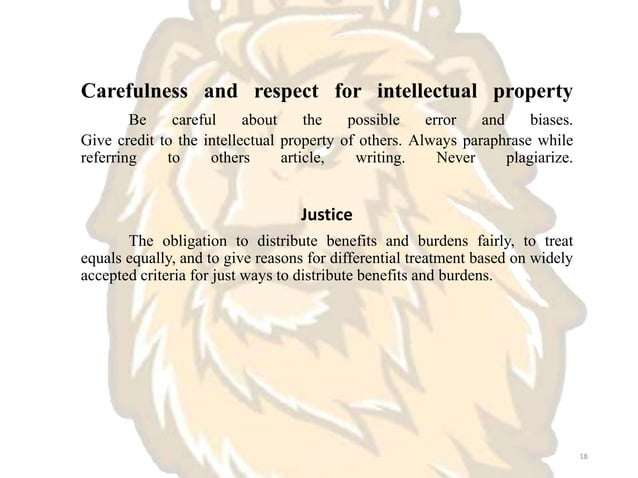 Carefulness and respect for intellectual property
Be careful about the possible error and biases.
Give credit to the intellectual property of others. Always paraphrase while
referring to others article, writing. Never plagiarize.
Justice
The obligation to distribute benefits and burdens fairly, to treat
equals equally, and to give reasons for differential treatment based on widely
accepted criteria for just ways to distribute benefits and burdens.
18